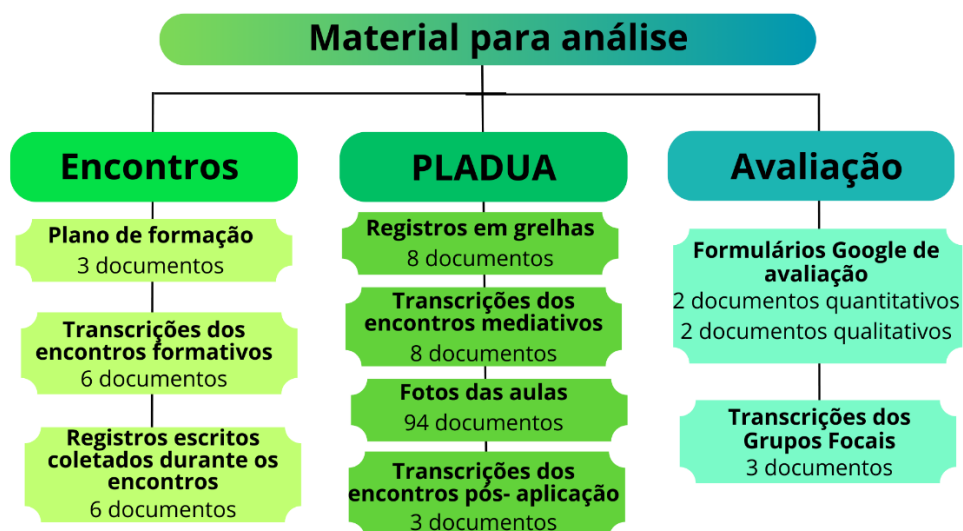 Material para análise
Encontros
Plano de formação
3 documentos
Transcrições dos
encontros formativos
6 documentos
Registros escritos
coletados durante os
encontros
6 documentos
PLADUA
Registros em grelhas
8 documentos
Transcrições dos
encontros mediativos
8 documentos
Fotos das aulas
94 documentos
Transcrições dos
encontros pós- aplicação
3 documentos
Avaliação
Formulários Google de
avaliação
2 documentos quantitativos
2 documentos qualitativos
Transcrições dos
Grupos Focais
3 documentos